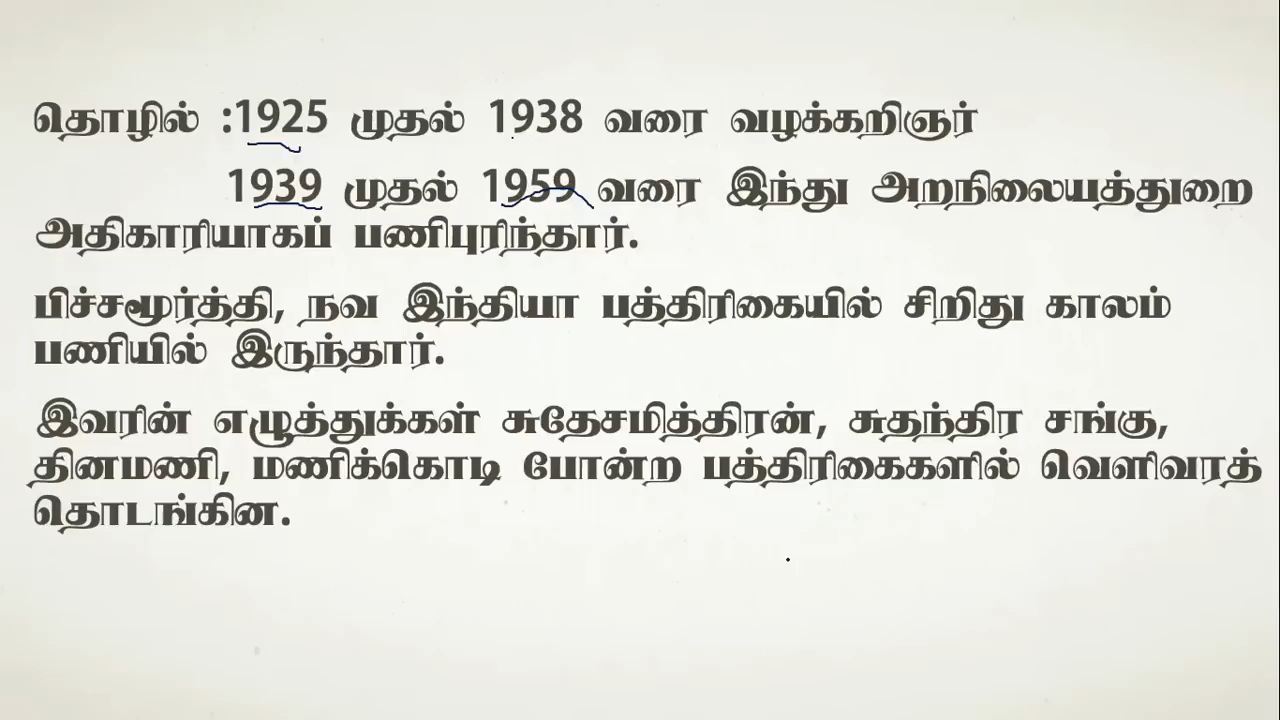 தொழில் :1925 முதல் 1938 வரை வழக்கறிஞர்
1939 முதல் 1959 வரை இந்து அறநிலையத்துறை
அதிகாரியாகப் பணிபுரிந்தார்.
பிச்சமூர்த்தி, நவ இந்தியா பத்திரிகையில் சிறிது காலம்
பணியில் இருந்தார்.
இவரின் எழுத்துக்கள் சுதேசமித்திரன், சுதந்திர சங்கு,
தினமணி, மணிக்கொடி போன்ற பத்திரிகைகளில் வெளிவரத்
தொடங்கின.